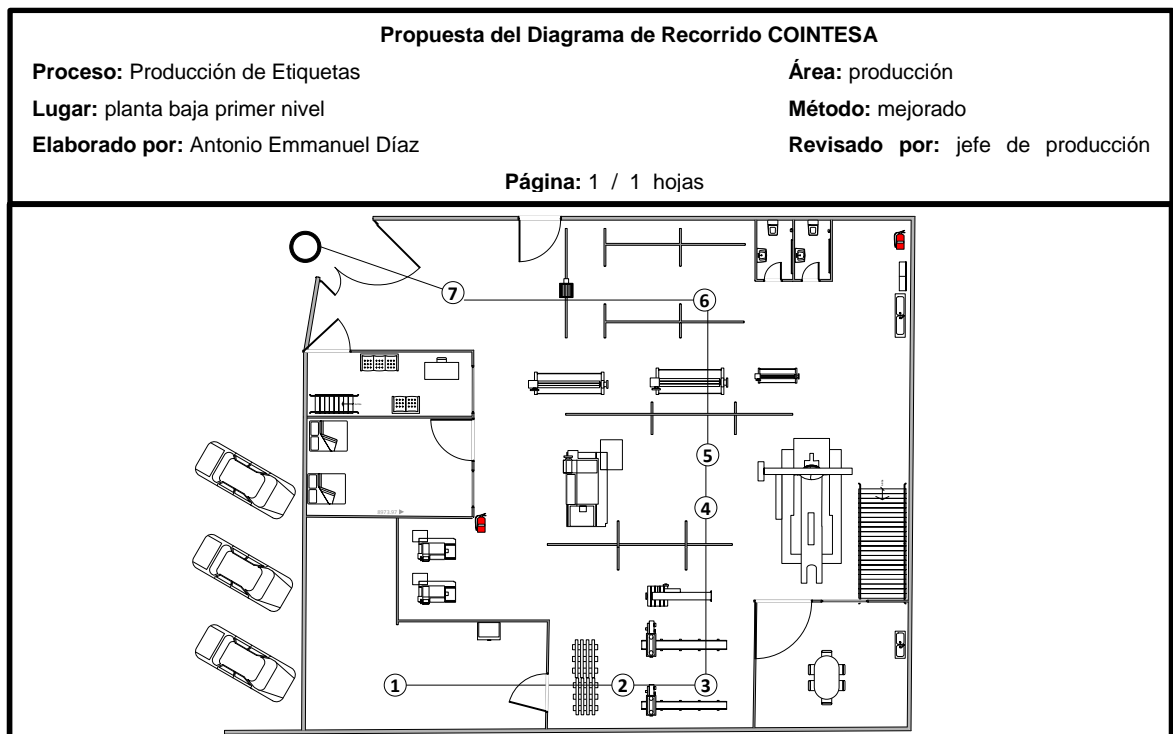 Propuesta del Diagrama de Recorrido COINTESA
Proceso: Producción de Etiquetas
Área: producción
Lugar: planta baja primer nivel
Método: mejorado
Elaborado por: Antonio Emmanuel Díaz
Revisado por: jefe de producción
Página: 1 / 1 hojas
7
6
5
4
1
2
3